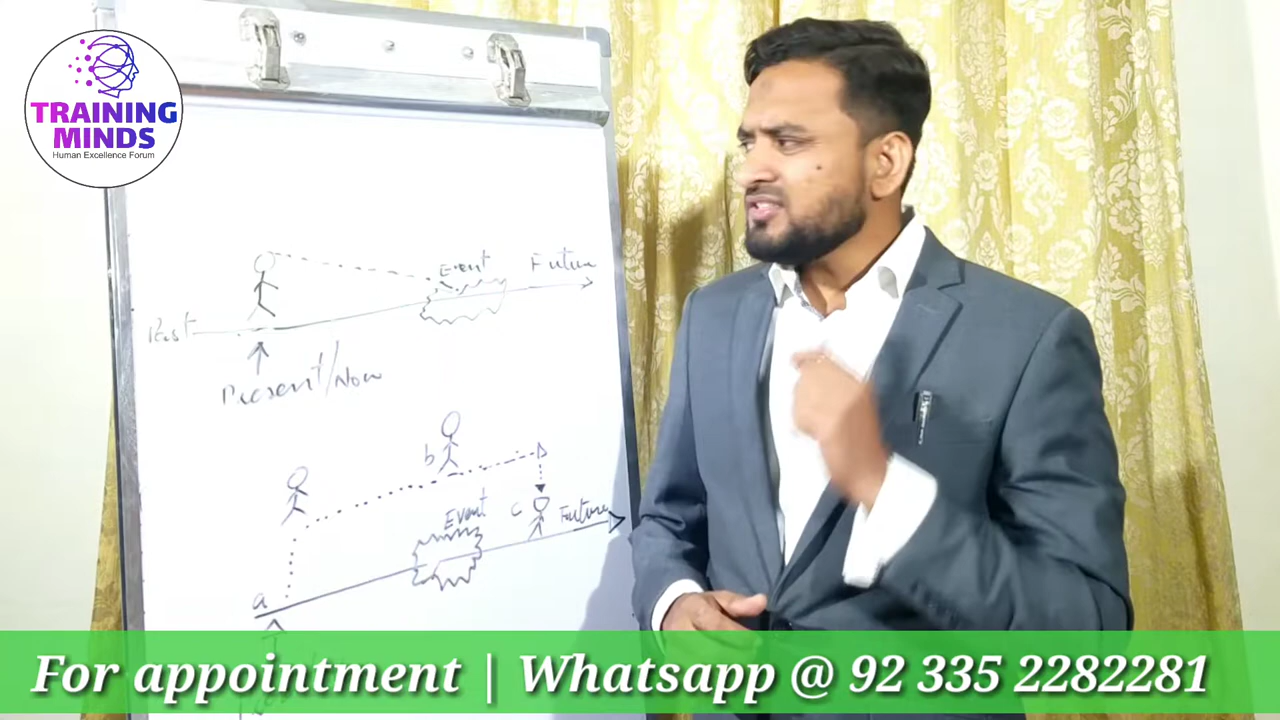 TRAINING
MINDS
Human Excellence Forum
Event
Future
Past
Present/Now
b
Event
c
Future
a
For appointment | Whatsapp @ 92 335 2282281